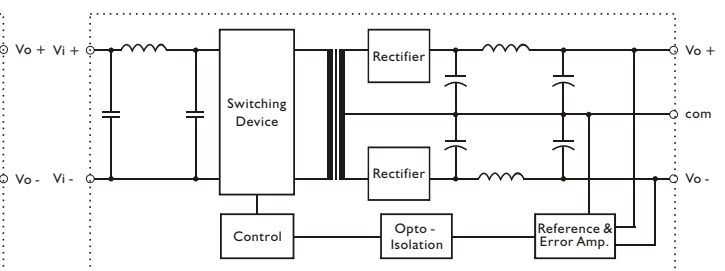 Vo + Vi +
Rectifier
Vo +
Switching
Device
com
Vo - Vi -
Rectifier
Vo -
Control
Opto -
Isolation
Reference &
Error Amp.